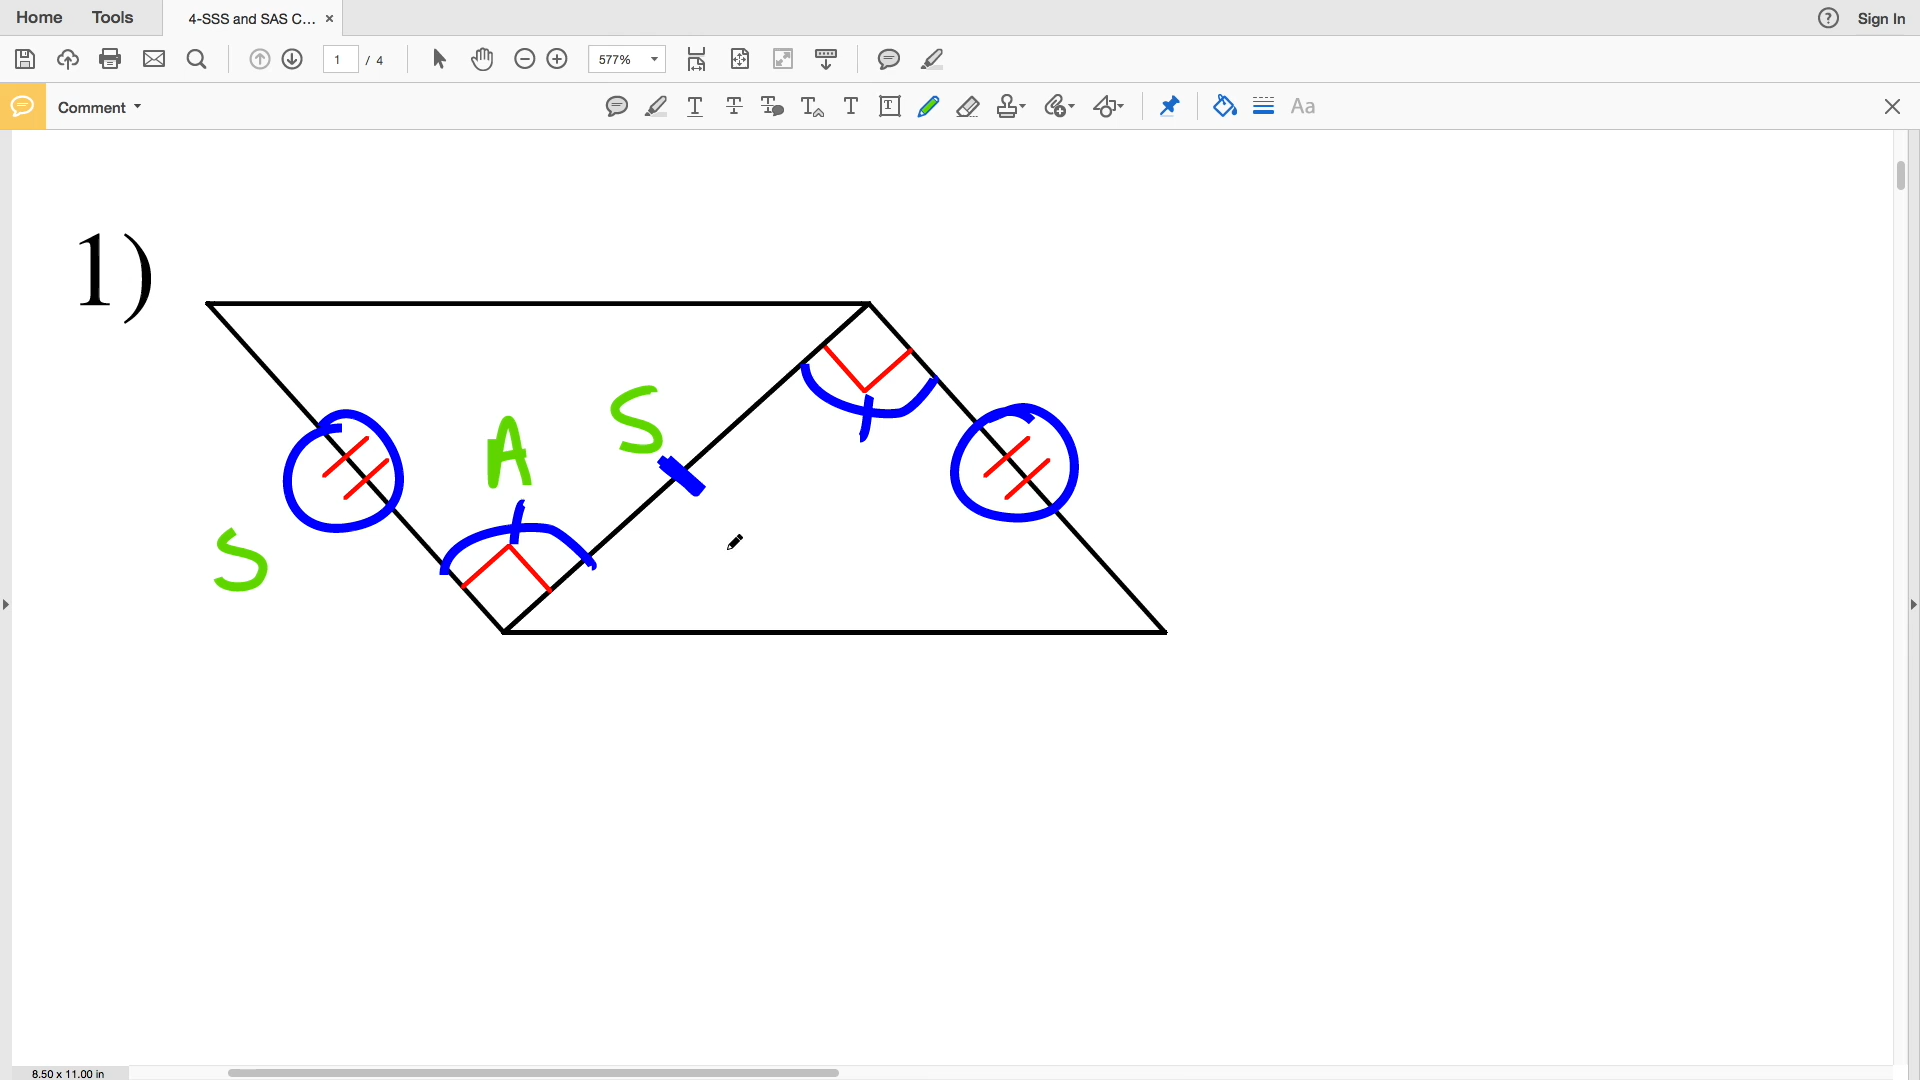 Home Tools 4-SSS and SAS C... × ? Sign In
1 / 4 577%
Comment T T T T T T Aa
1)
S
A
S
8.50 x 11.00 in